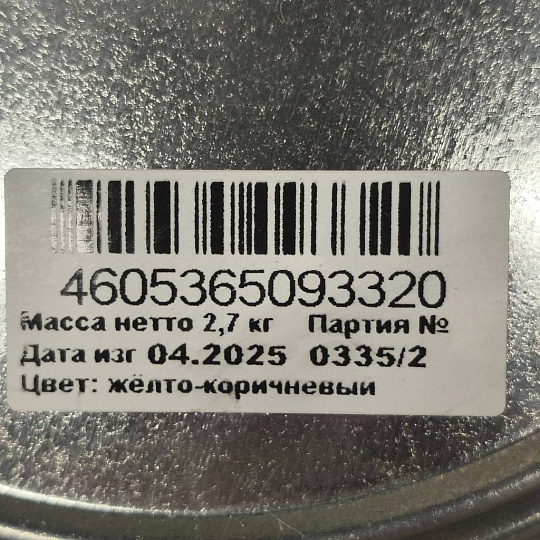 4605365093320
Масса нетто 2,7 кг Партия №
Дата изг 04.2025 0335/2
Цвет: жёлто-коричневый